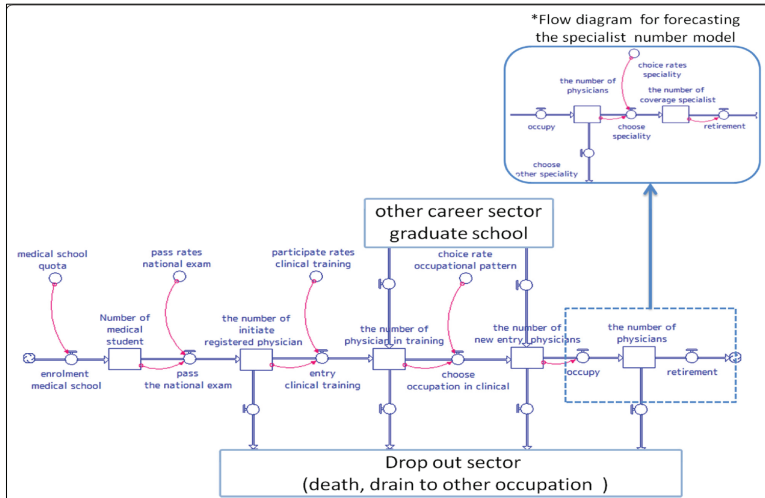 *Flow diagram for forecasting
the specialist number model
choice rates
speciality
the number of
physicians
the number of
coverage specialist
occupy
choose
speciality
retirement
choose
other speciality
other career sector
graduate school
medical school
quota
pass rates
national exam
participate rates
clinical training
choice rate
occupational pattern
Number of
medical
student
the number of
initiate
registered physician
the number of
physician in training
the number of
new entry physicians
the number of
physicians
enrolment
medical school
pass
the national exam
entry
clinical training
choose
occupation in clinical
occupy
retirement
Drop out sector
(death, drain to other occupation )